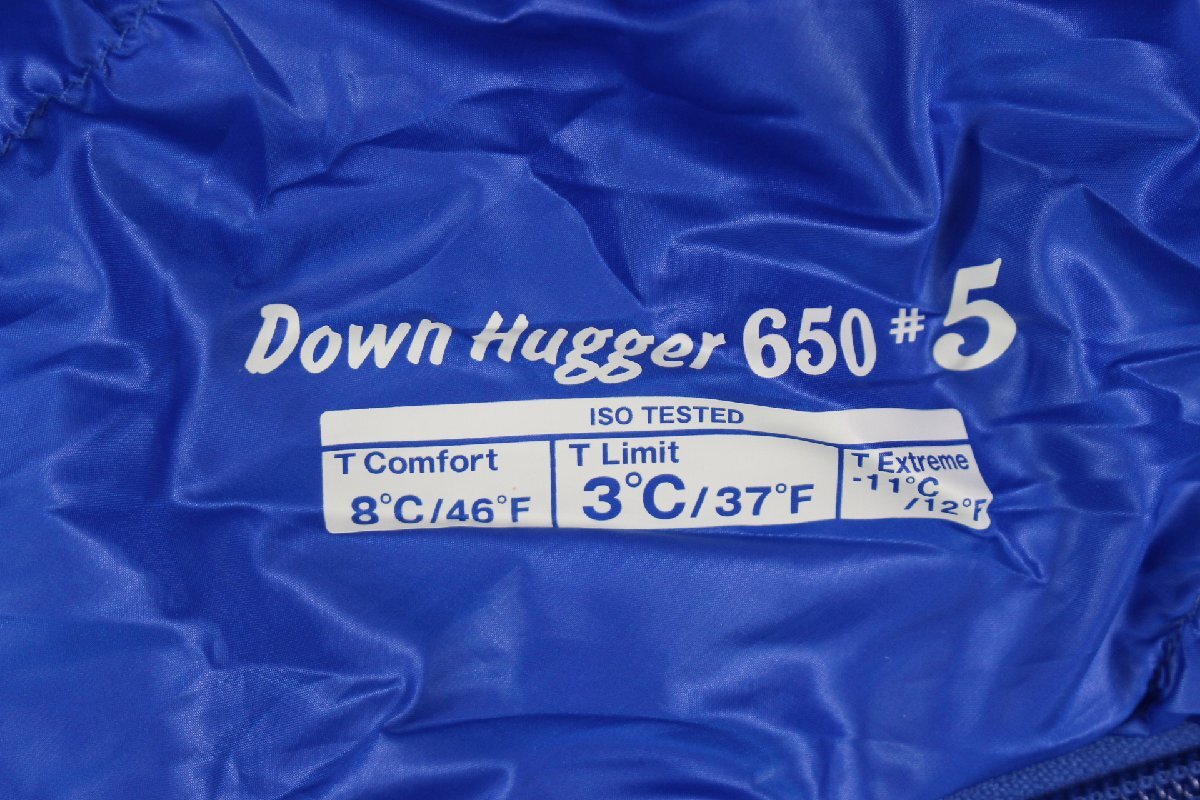 Down Hugger 650 #5
ISO TESTED
T Comfort
8°C/46°F
T Limit
3°C/37°F
T Extreme
-11°C
/12°F